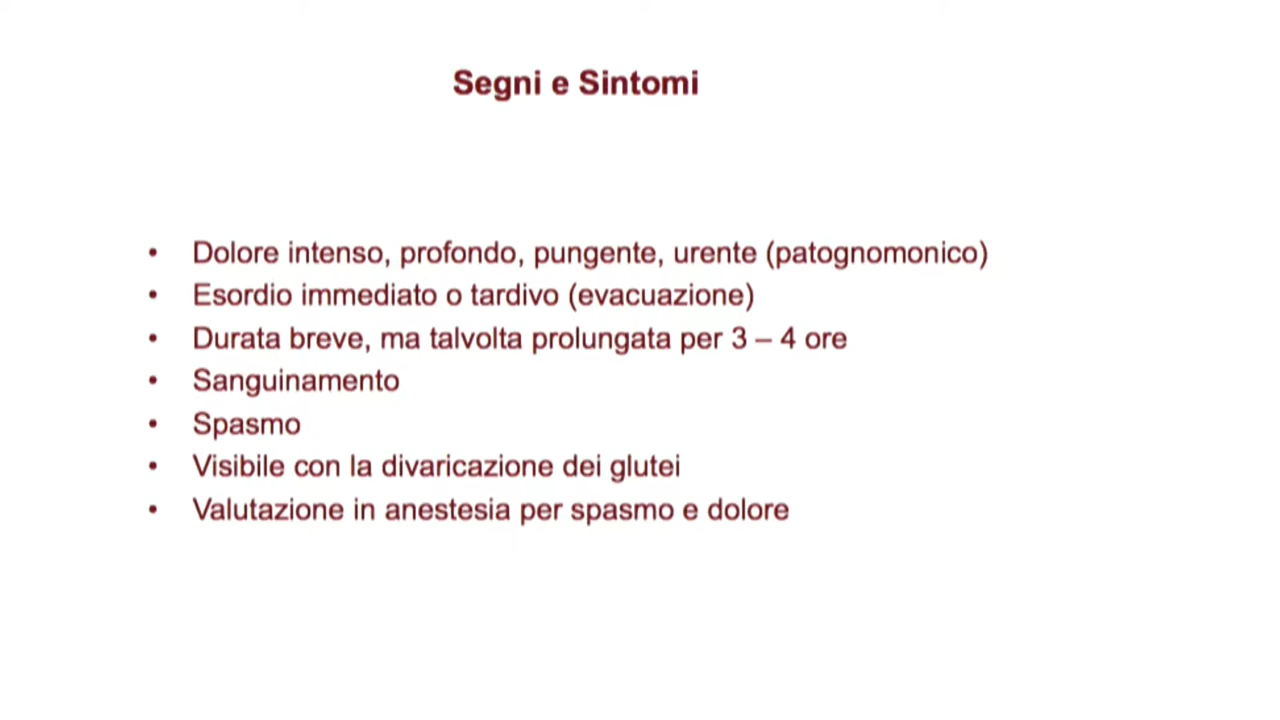 Segni e Sintomi
• Dolore intenso, profondo, pungente, urente (patognomonico)
• Esordio immediato o tardivo (evacuazione)
• Durata breve, ma talvolta prolungata per 3 – 4 ore
• Sanguinamento
• Spasmo
• Visibile con la divaricazione dei glutei
• Valutazione in anestesia per spasmo e dolore